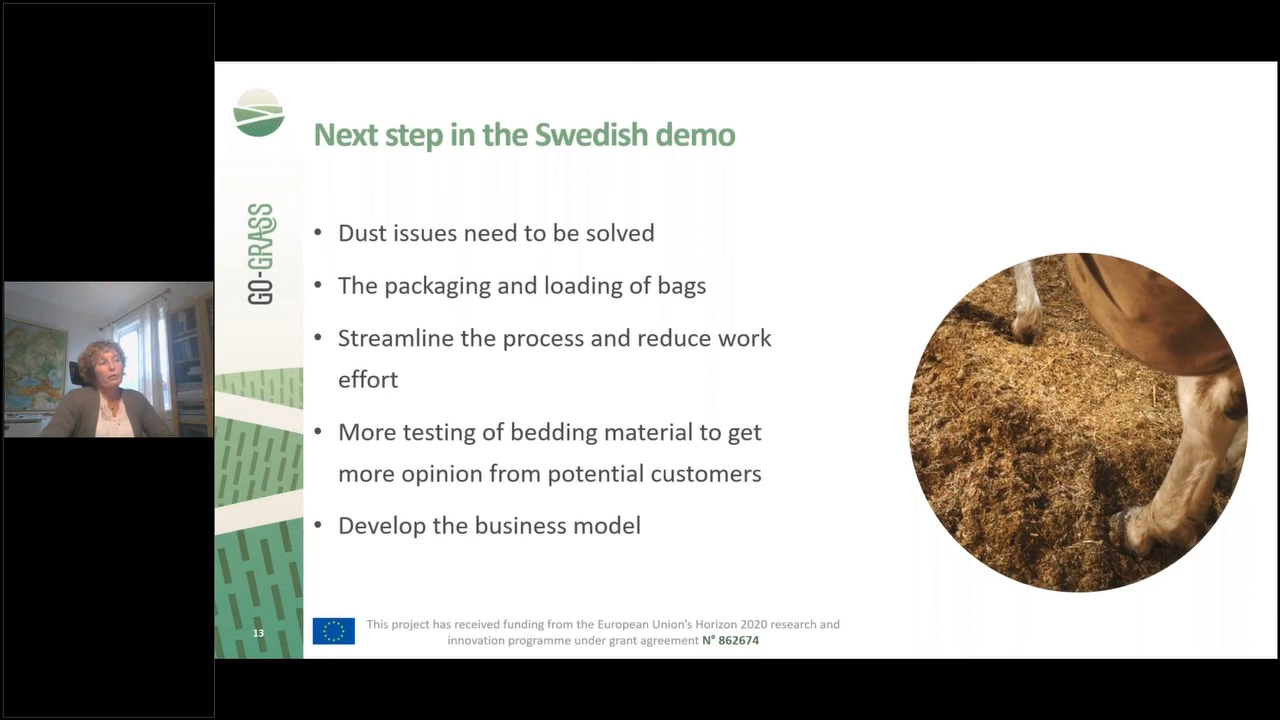 Next step in the Swedish demo
GO-GRASS
• Dust issues need to be solved
• The packaging and loading of bags
• Streamline the process and reduce work
effort
• More testing of bedding material to get
more opinion from potential customers
• Develop the business model
13
This project has received funding from the European Union's Horizon 2020 research and
innovation programme under grant agreement N° 862674